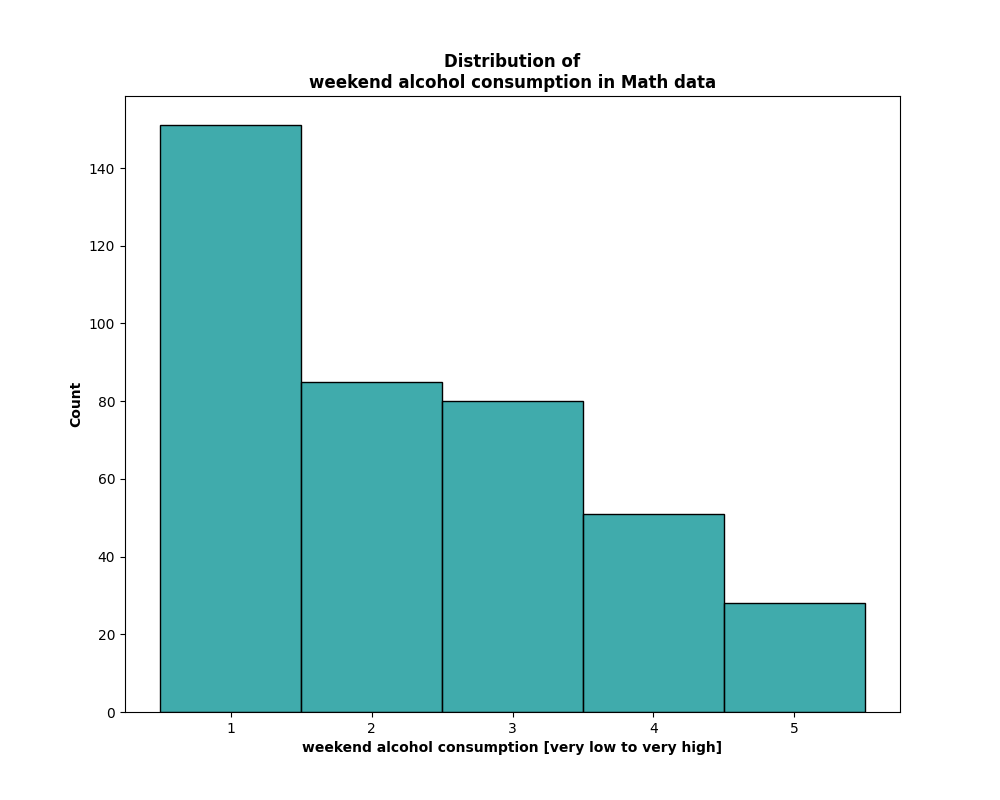 Distribution of
weekend alcohol consumption in Math data
140
120
100
80
60
40
20
0
Count
1 2 3 4 5
weekend alcohol consumption [very low to very high]